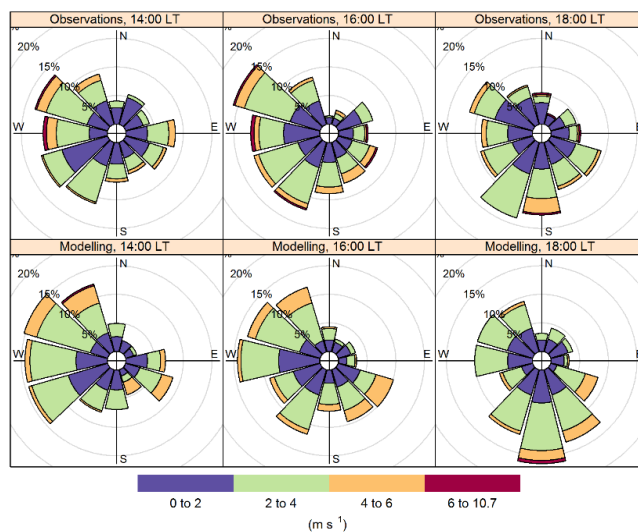 Observations, 14:00 LT
Observations, 16:00 LT
Observations, 18:00 LT
%
N
20%
15%
10%
5%
W
E
S
%
N
20%
15%
10%
5%
W
E
S
%
N
20%
15%
10%
5%
W
E
S
Modelling, 14:00 LT
Modelling, 16:00 LT
Modelling, 18:00 LT
%
N
20%
15%
10%
5%
W
E
S
%
N
20%
15%
10%
5%
W
E
S
%
N
20%
15%
10%
5%
W
E
S
0 to 2
2 to 4
4 to 6
6 to 10.7
(m s⁻¹)